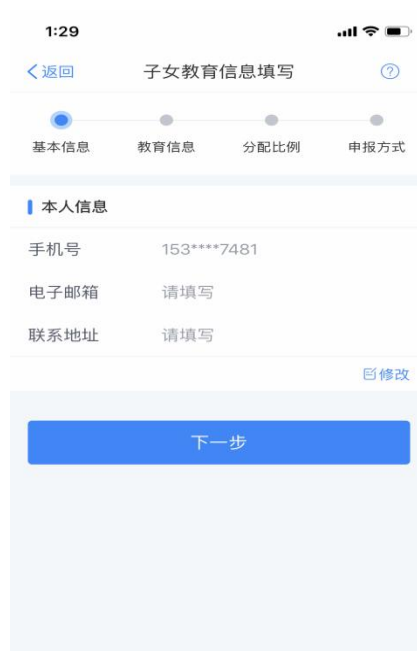 1:29
返回 子女教育信息填写
基本信息 教育信息 分配比例 申报方式
本人信息
手机号 153****7481
电子邮箱 请填写
联系地址 请填写
修改
下一步